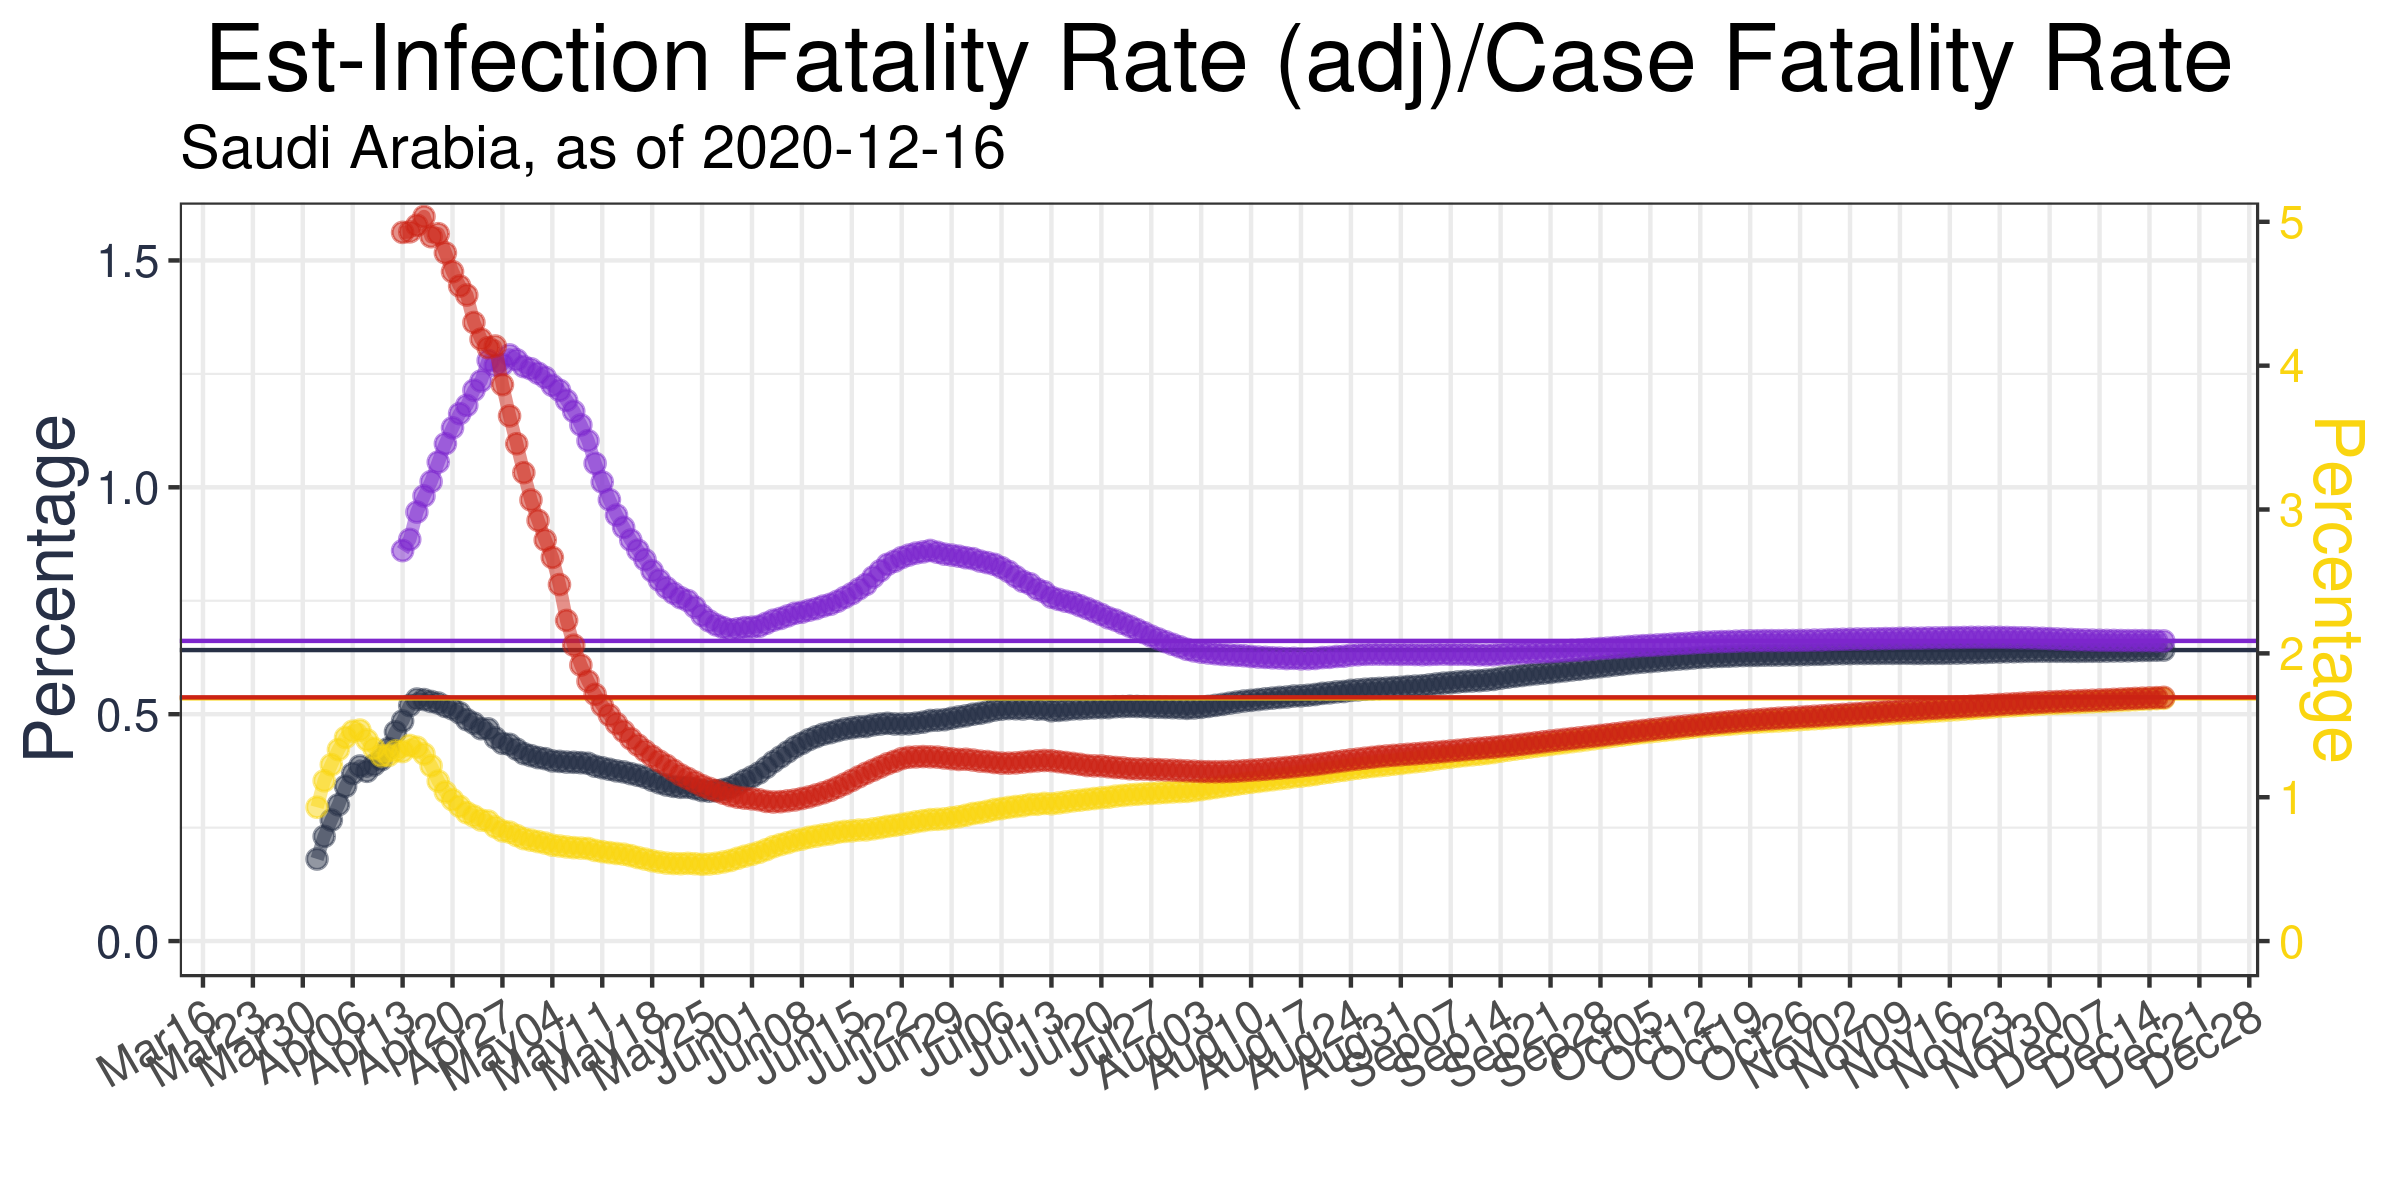 Est-Infection Fatality Rate (adj)/Case Fatality Rate
Saudi Arabia, as of 2020-12-16
Percentage
1.5
1.0
0.5
0.0
5
4
3
2
1
0
Percentage
Mar16
Mar23
Mar30
Apr06
Apr13
Apr20
Apr27
May04
May11
May18
May25
Jun01
Jun08
Jun15
Jun22
Jun29
Jul06
Jul13
Jul20
Jul27
Aug03
Aug10
Aug17
Aug24
Aug31
Sep07
Sep14
Sep21
Sep28
Oct05
Oct12
Oct19
Oct26
Nov02
Nov09
Nov16
Nov23
Nov30
Dec07
Dec14
Dec21
Dec28